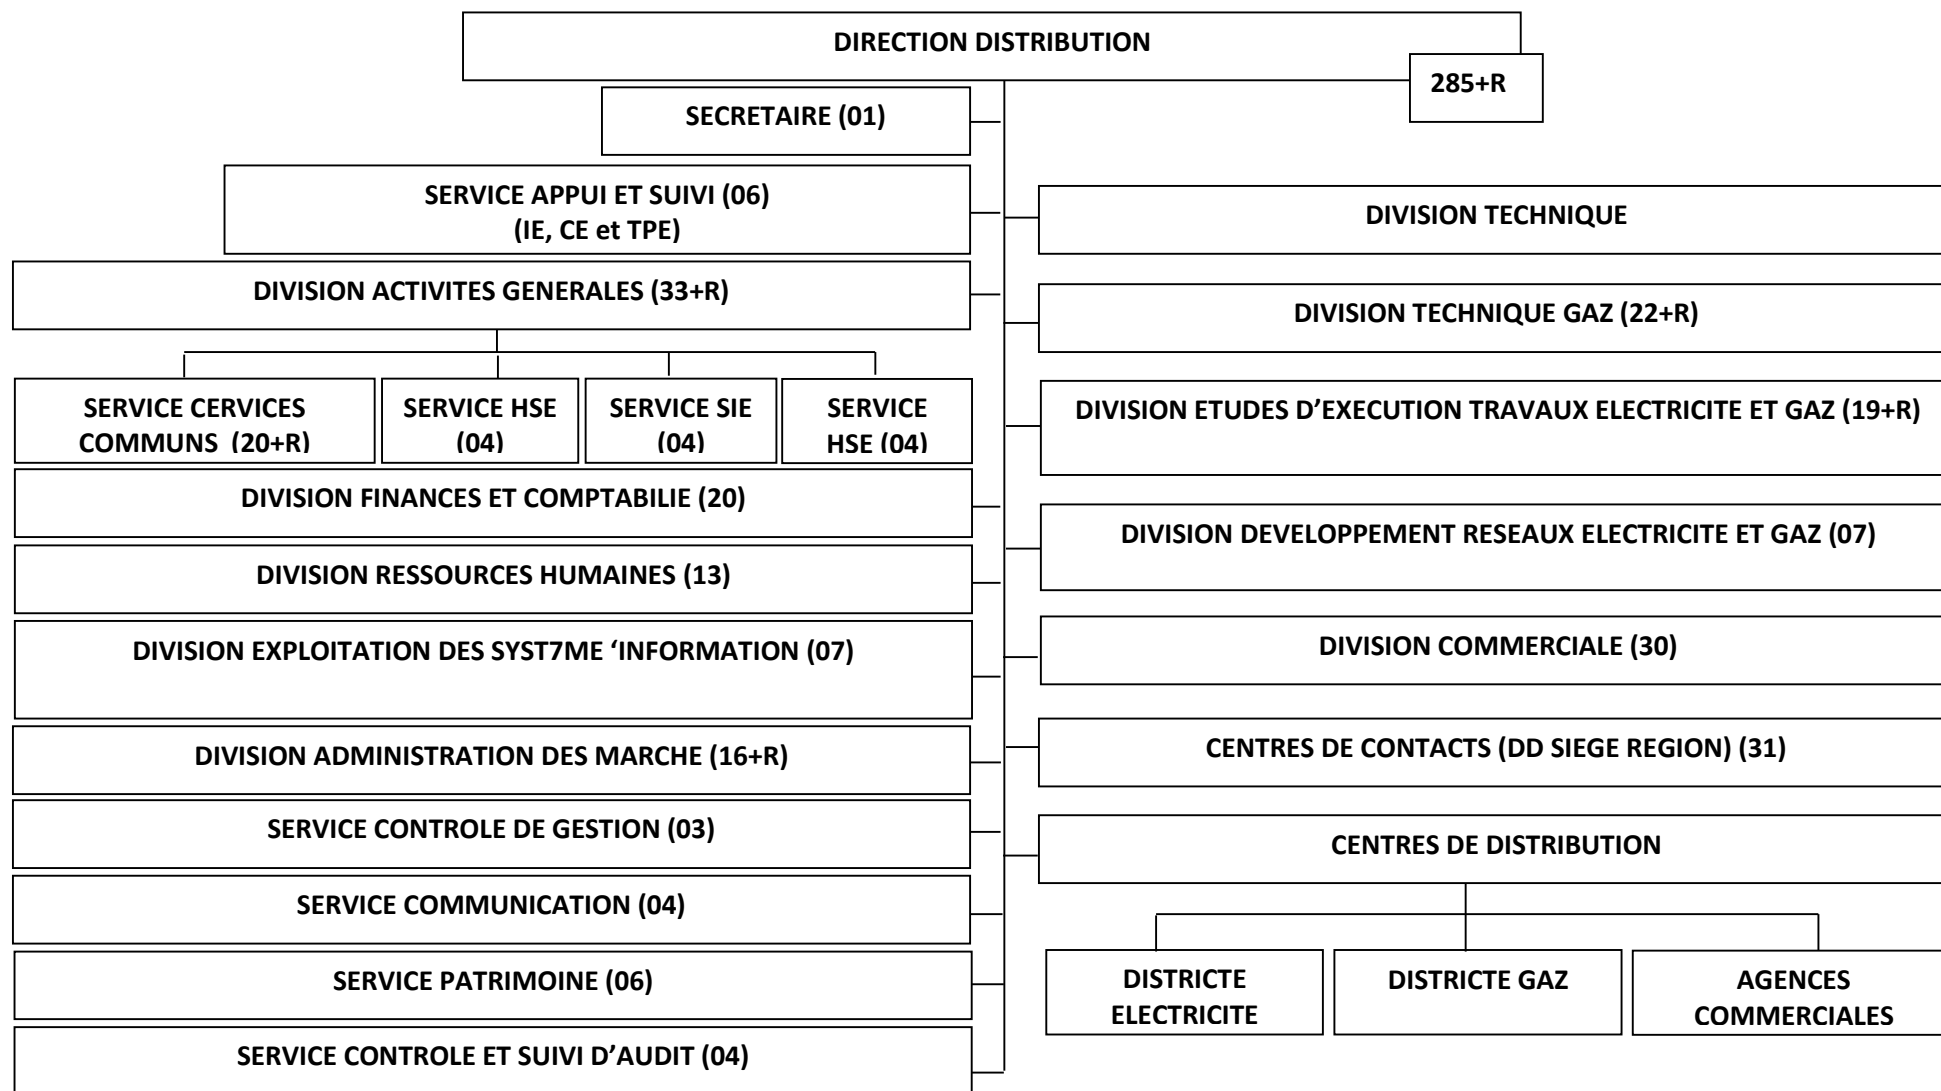 DIRECTION DISTRIBUTION
285+R
SECRETAIRE (01)
SERVICE APPUI ET SUIVI (06)
(IE, CE et TPE)
DIVISION ACTIVITES GENERALES (33+R)
SERVICE CERVICES
COMMUNS (20+R)
SERVICE HSE
(04)
SERVICE SIE
(04)
SERVICE
HSE (04)
DIVISION FINANCES ET COMPTABILIE (20)
DIVISION RESSOURCES HUMAINES (13)
DIVISION EXPLOITATION DES SYST7ME ‘INFORMATION (07)
DIVISION ADMINISTRATION DES MARCHE (16+R)
SERVICE CONTROLE DE GESTION (03)
SERVICE COMMUNICATION (04)
SERVICE PATRIMOINE (06)
SERVICE CONTROLE ET SUIVI D’AUDIT (04)
DIVISION TECHNIQUE
DIVISION TECHNIQUE GAZ (22+R)
DIVISION ETUDES D’EXECUTION TRAVAUX ELECTRICITE ET GAZ (19+R)
DIVISION DEVELOPPEMENT RESEAUX ELECTRICITE ET GAZ (07)
DIVISION COMMERCIALE (30)
CENTRES DE CONTACTS (DD SIEGE REGION) (31)
CENTRES DE DISTRIBUTION
DISTRICTE
ELECTRICITE
DISTRICTE GAZ
AGENCES
COMMERCIALES